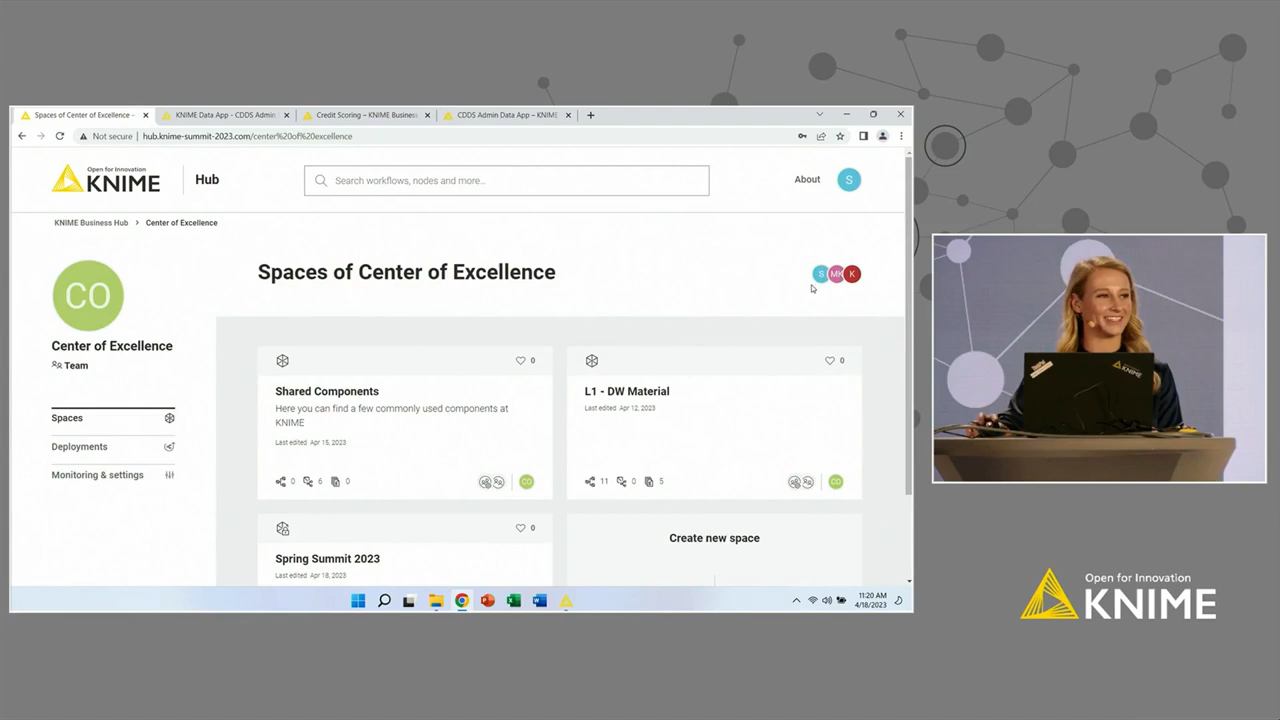 Spaces of Center of Excellence –
KNIME Data App - CDDS Admin
Credit Scoring – KNIME Business
CDDS Admin Data App – KNIME
Not secure
hub.knime-summit-2023.com/center%20of%20excellence
Open for Innovation
KNIME
Hub
Search workflows, nodes and more...
About
S
KNIME Business Hub > Center of Excellence
CO
Spaces of Center of Excellence
S MK K
Center of Excellence
Team
Spaces
Deployments
Monitoring & settings
0
Shared Components
Here you can find a few commonly used components at
KNIME
Last edited Apr 15, 2023
0 6 0
CO
0
L1 - DW Material
Last edited Apr 12, 2023
11 0 5
CO
0
Spring Summit 2023
Last edited Apr 18, 2023
Create new space
11:20 AM
4/18/2023
KNIME
Open for Innovation
KNIME